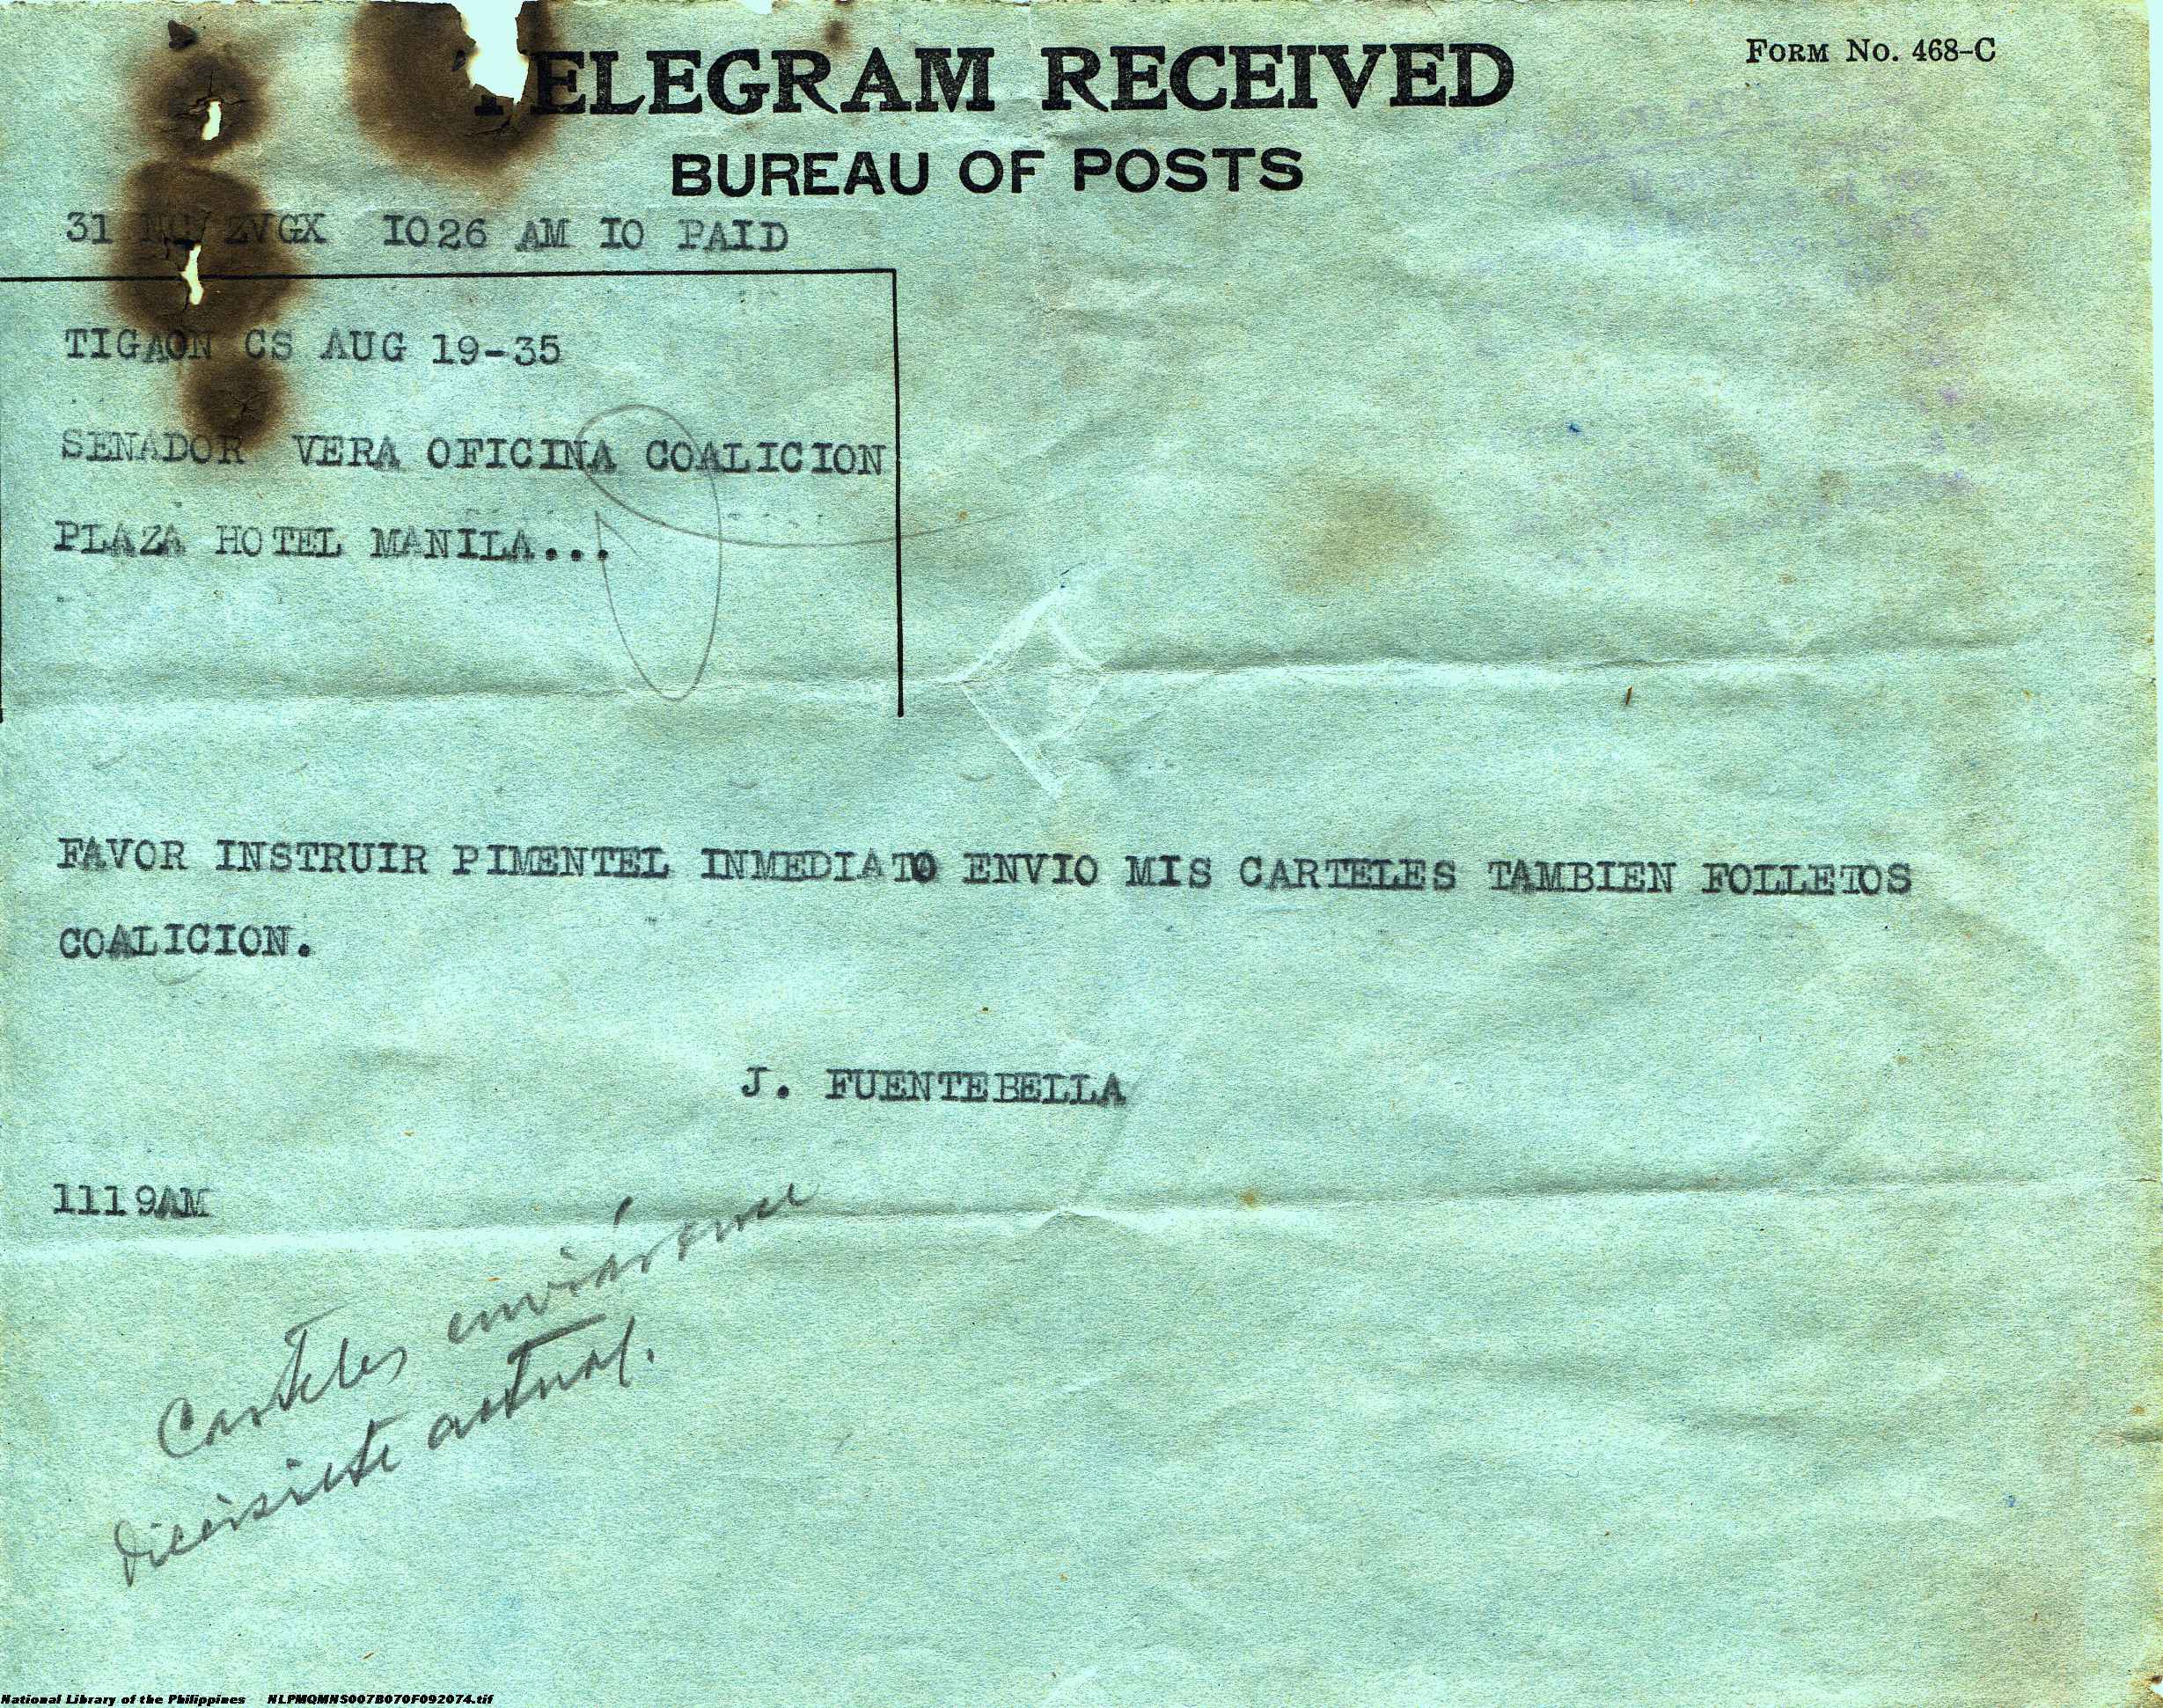 TELEGRAM RECEIVED
FORM NO. 468-C
BUREAU OF POSTS
31 ZVGX 1026 AM 10 PAID
TIGAON CS AUG 19-35
SENADOR VERA OFICINA COALICION
PLAZA HOTEL MANILA...
FAVOR INSTRUIR PIMENTEL INMEDIATO ENVIO MIS CARTELES TAMBIEN FOLLETOS
COALICION.
J. FUENTEBELLA
1119AM
Carteles
diecisiete actual.
National Library of the Philippines NLPMQMNS007B070F092074.tif